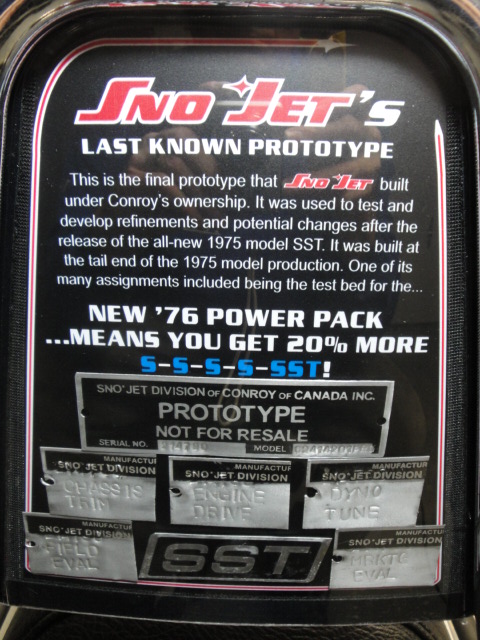 SNO JET's
LAST KNOWN PROTOTYPE
This is the final prototype that SNO JET built
under Conroy's ownership. It was used to test and
develop refinements and potential changes after the
release of the all-new 1975 model SST. It was built at
the tail end of the 1975 model production. One of its
many assignments included being the test bed for the...
NEW '76 POWER PACK
...MEANS YOU GET 20% MORE
S-S-S-S-SST!
SNO'JET DIVISION OF CONROY OF CANADA INC.
PROTOTYPE
NOT FOR RESALE
SERIAL NO. MODEL
MANUFACTUR
SNO'JET DIVISION
CHASSIS
TRIM
MANUFACTUR
SNO'JET DIVISION
ENGINE
DRIVE
MANUFACTUR
SNO'JET DIVISION
DYNO
TUNE
MANUFACTUR
SNO'JET DIVISION
FIELD
EVAL
SST
MANUFACTUR
SNO'JET DIVISION
MRKTG
EVAL